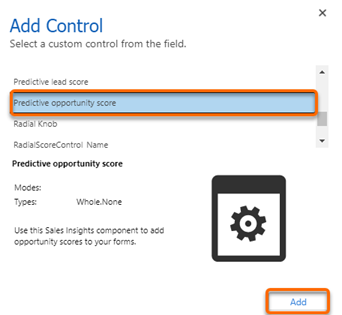 Add Control
Select a custom control from the field.
Predictive lead score
Predictive opportunity score
Radial Knob
RadialScoreControl Name
Predictive opportunity score
Modes:
Types: Whole.None
Use this Sales Insights component to add
opportunity scores to your forms.
Add